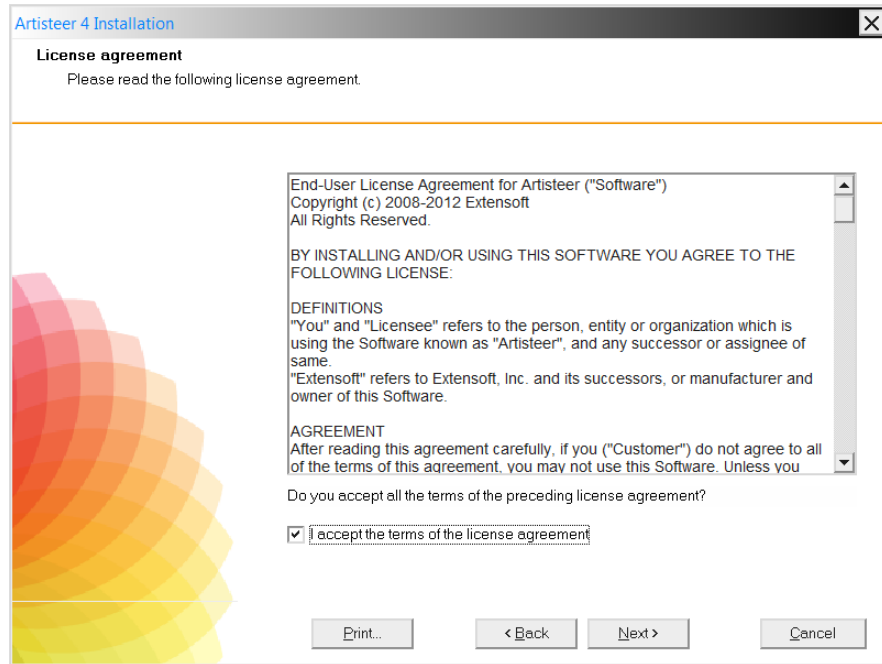 Artisteer 4 Installation
License agreement
Please read the following license agreement.
End-User License Agreement for Artisteer ("Software")
Copyright (c) 2008-2012 Extensoft
All Rights Reserved.
BY INSTALLING AND/OR USING THIS SOFTWARE YOU AGREE TO THE
FOLLOWING LICENSE:
DEFINITIONS
"You" and "Licensee" refers to the person, entity or organization which is
using the Software known as "Artisteer", and any successor or assignee of
same.
"Extensoft" refers to Extensoft, Inc. and its successors, or manufacturer and
owner of this Software.
AGREEMENT
After reading this agreement carefully, if you ("Customer") do not agree to all
of the terms of this agreement, you may not use this Software. Unless you
Do you accept all the terms of the preceding license agreement?
I accept the terms of the license agreement
Print... < Back Next > Cancel